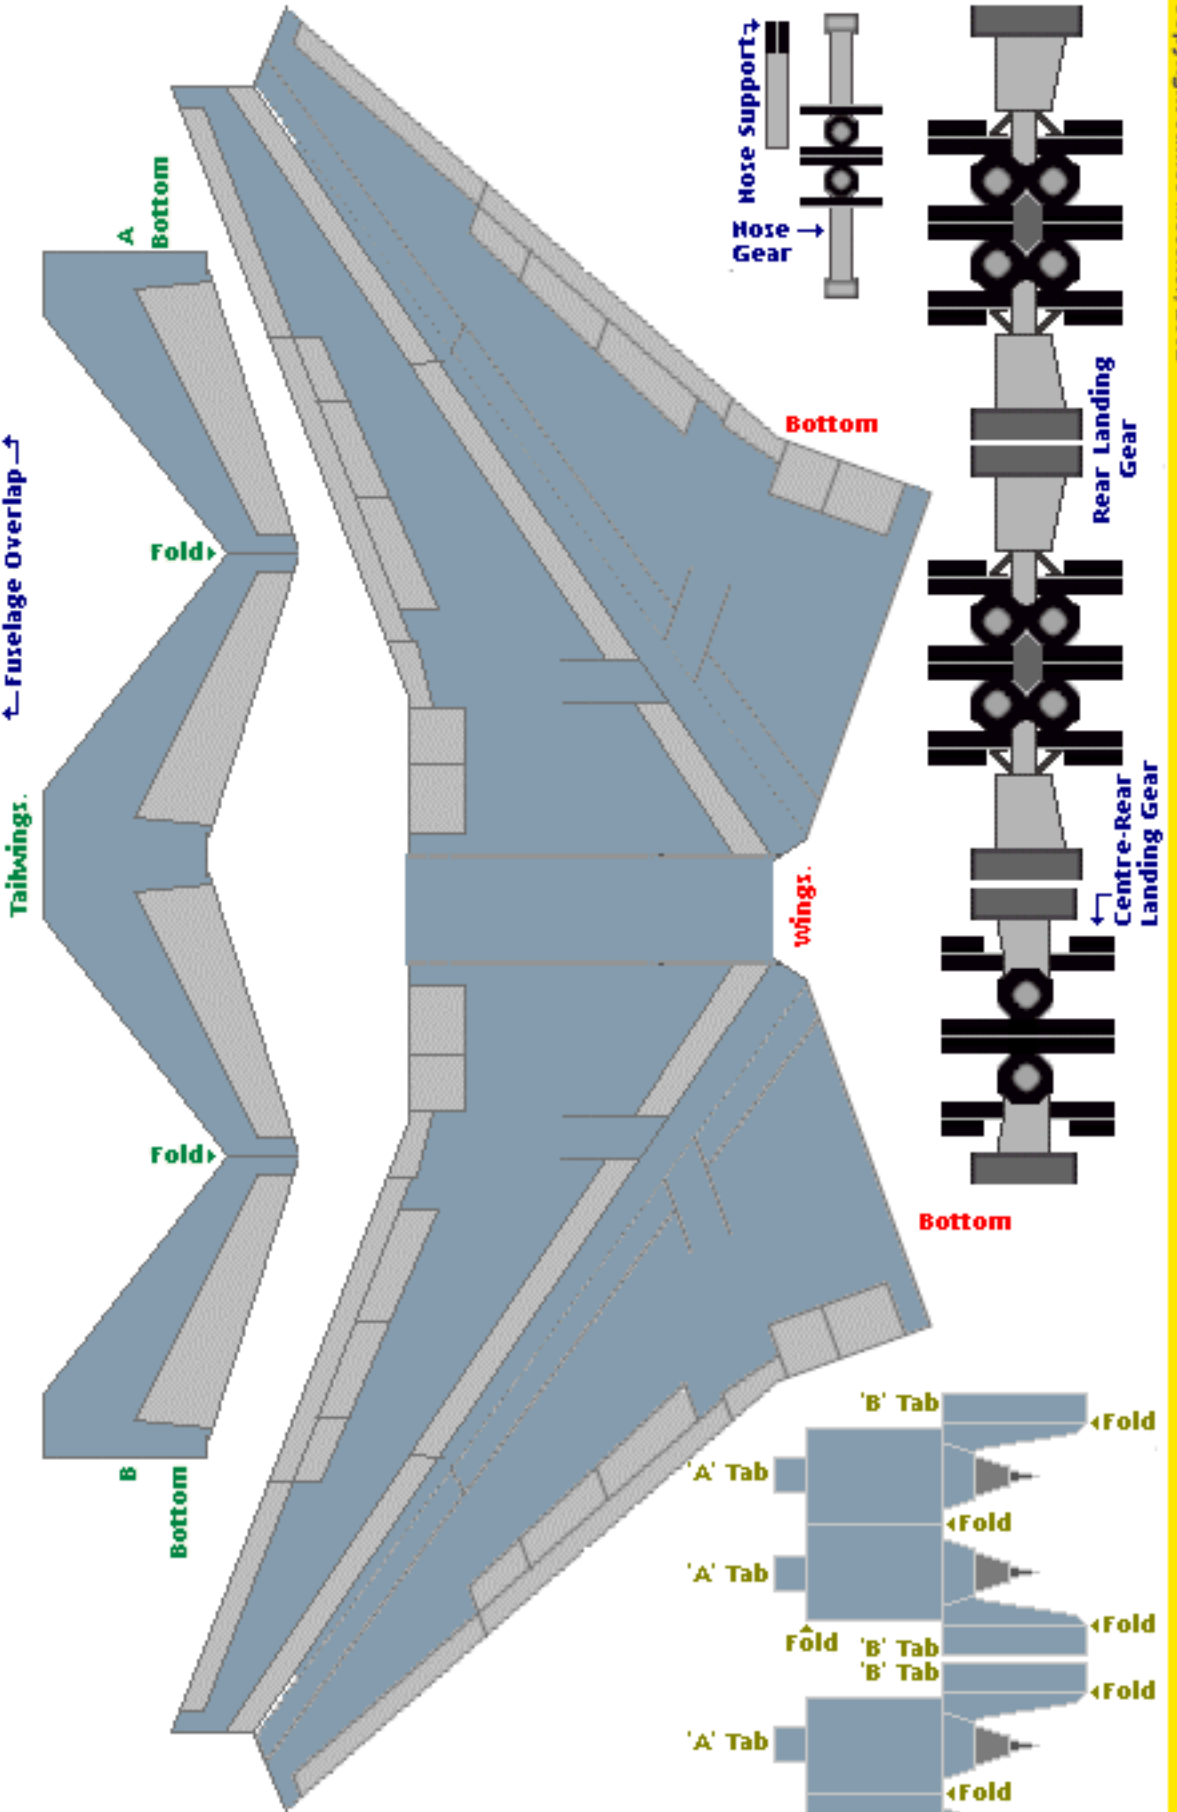 Nose Support
Nose
Gear
A
Bottom
Bottom
Rear Landing
Gear
Fuselage Overlap
Fold
Tailwings.
Wings.
Centre-Rear
Landing Gear
Fold
Bottom
B
Bottom
'B' Tab
Fold
'A' Tab
Fold
'A' Tab
Fold
Fold
'B' Tab
'B' Tab
Fold
'A' Tab
Fold